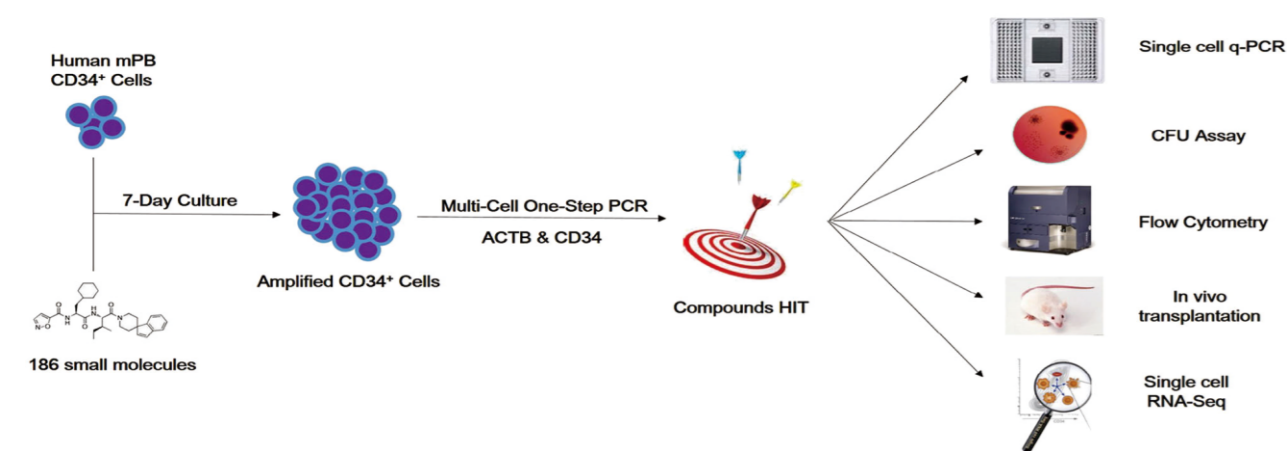 Human mPB
CD34⁺ Cells
7-Day Culture
186 small molecules
Amplified CD34⁺ Cells
Multi-Cell One-Step PCR
ACTB & CD34
Compounds HIT
Single cell q-PCR
CFU Assay
Flow Cytometry
In vivo
transplantation
Single cell
RNA-Seq